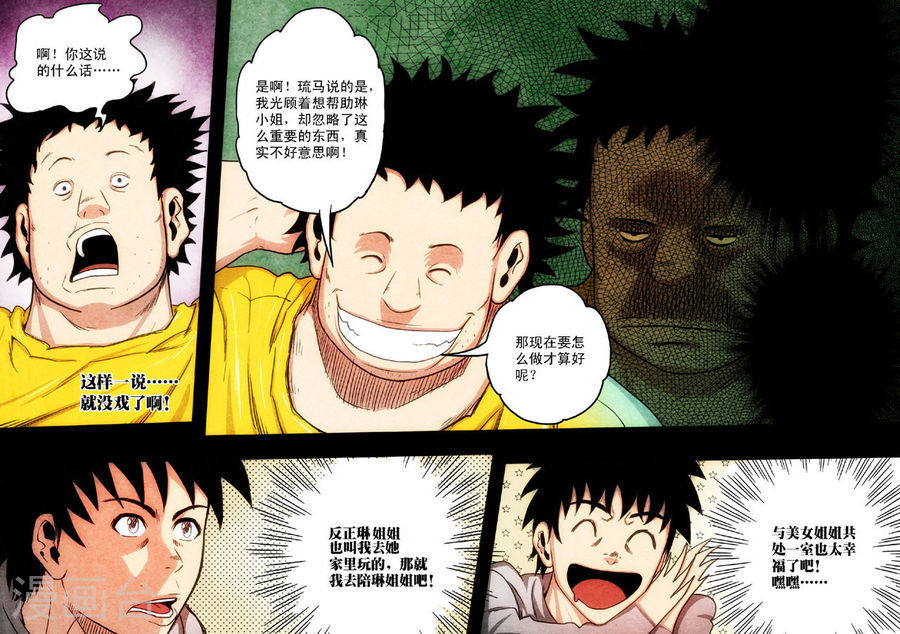 啊！你这说
的什么话……
这样一说……
就没戏了啊！
是啊！琉马说的是，
我光顾着想帮助琳
小姐，却忽略了这
么重要的东西，真
实不好意思啊！
那现在要怎
么做才算好
呢？
反正琳姐姐
也叫我去她
家里玩的，那就
我去陪琳姐姐吧！
与美女姐姐共
处一室也太幸
福了吧！
嘿嘿……
漫画台